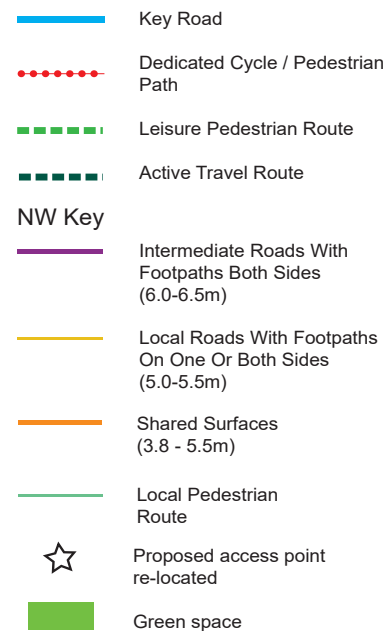 Key Road
Dedicated Cycle / Pedestrian
Path
Leisure Pedestrian Route
Active Travel Route
NW Key
Intermediate Roads With
Footpaths Both Sides
(6.0-6.5m)
Local Roads With Footpaths
On One Or Both Sides
(5.0-5.5m)
Shared Surfaces
(3.8 - 5.5m)
Local Pedestrian
Route
Proposed access point
re-located
Green space